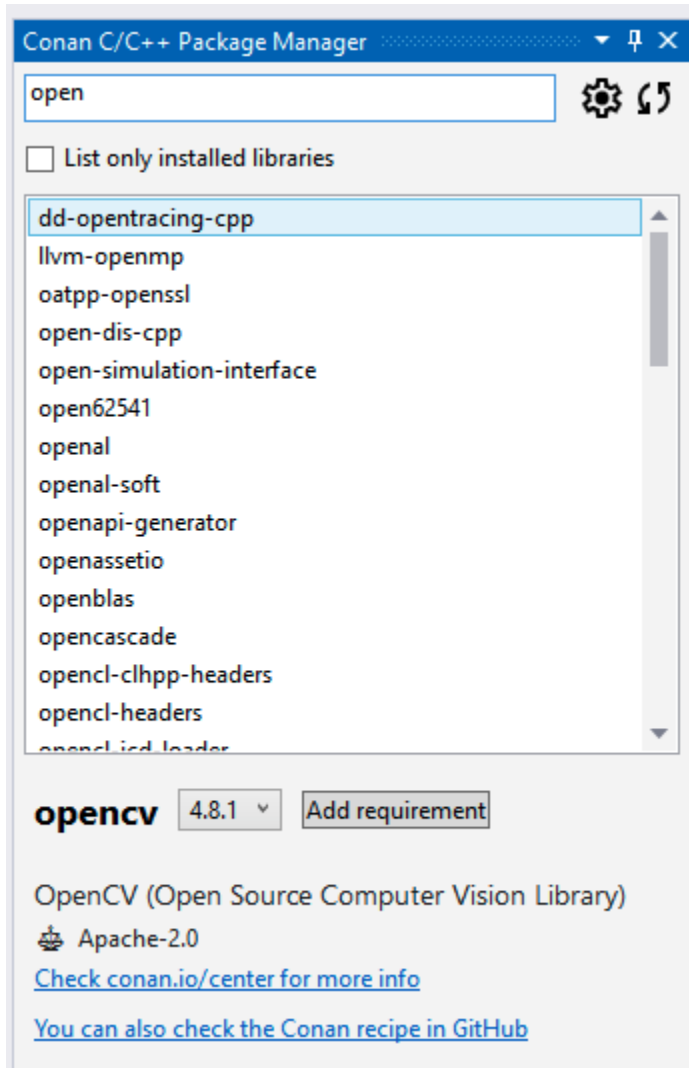 Conan C/C++ Package Manager
open
List only installed libraries
dd-opentracing-cpp
llvm-openmp
oatpp-openssl
open-dis-cpp
open-simulation-interface
open62541
openal
openal-soft
openapi-generator
openassetio
openblas
opencascade
opencl-clhpp-headers
opencl-headers
opencl-icd-loader
opencv 4.8.1 Add requirement
OpenCV (Open Source Computer Vision Library)
Apache-2.0
Check conan.io/center for more info
You can also check the Conan recipe in GitHub